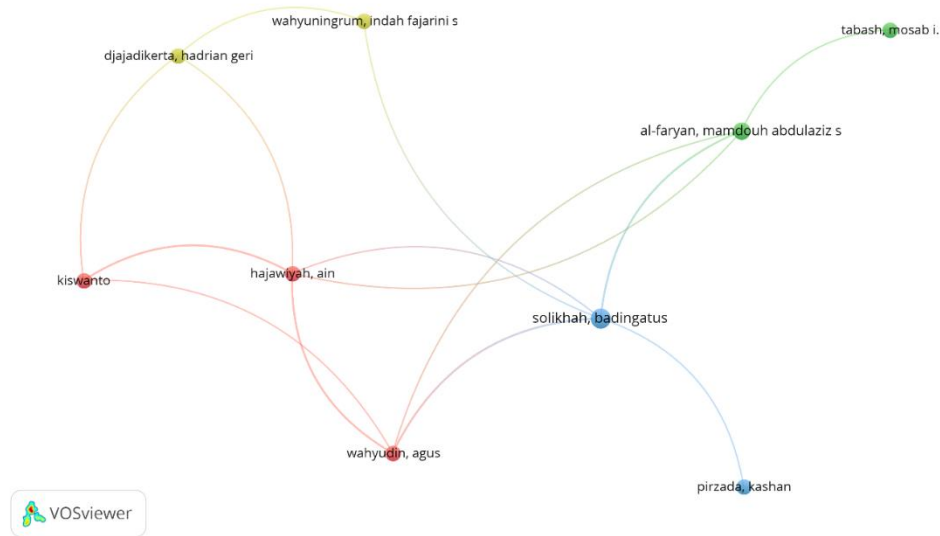 wahyuningrum, indah fajarini s
tabash, mosab i.
djajadikerta, hadrian geri
al-faryan, mamdouh abdulaziz s
kiswanto
hajawiyah, ain
solikhah, badingatus
wahyudin, agus
pirzada, kashan
VOSviewer